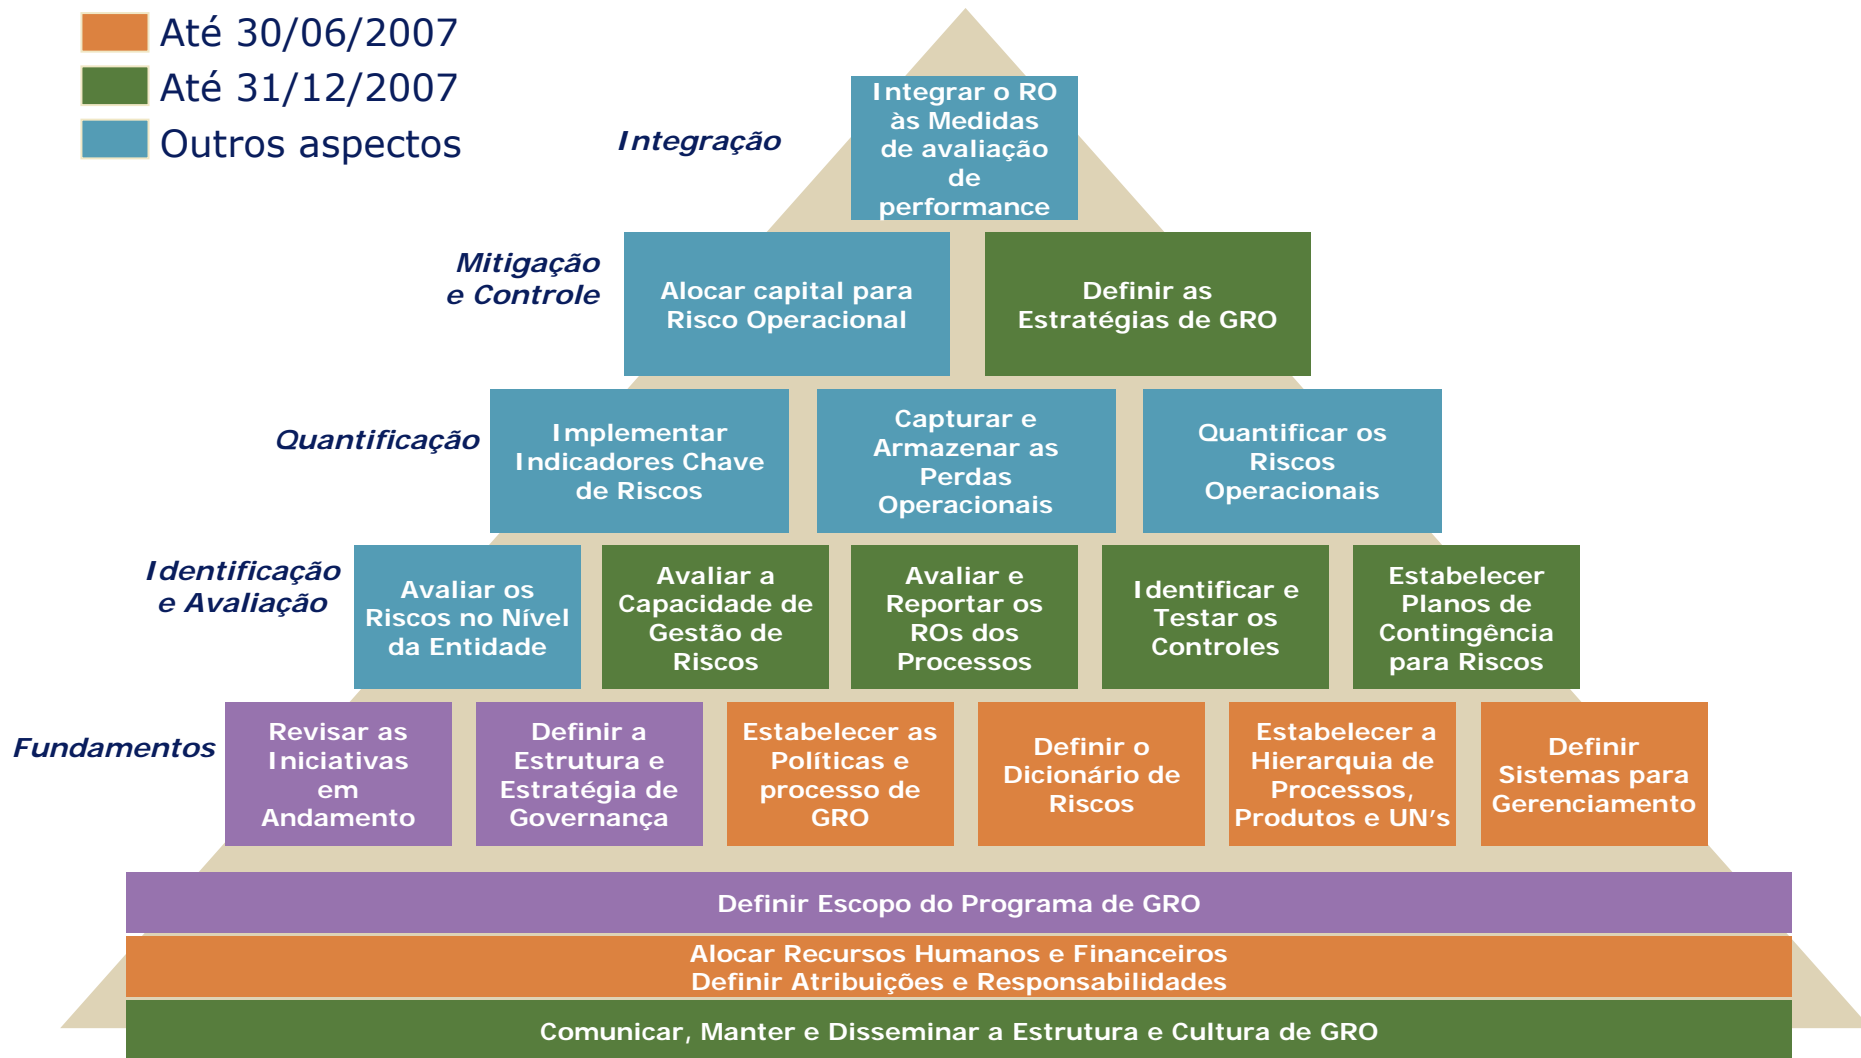 Até 30/06/2007
Até 31/12/2007
Outros aspectos
Integração
Integrar o RO
às Medidas
de avaliação
de
performance
Mitigação
e Controle
Alocar capital para
Risco Operacional
Definir as
Estratégias de GRO
Quantificação
Implementar
Indicadores Chave
de Riscos
Capturar e
Armazenar as
Perdas
Operacionais
Quantificar os
Riscos
Operacionais
Identificação
e Avaliação
Avaliar os
Riscos no Nível
da Entidade
Avaliar a
Capacidade de
Gestão de
Riscos
Avaliar e
Reportar os
ROs dos
Processos
Identificar e
Testar os
Controles
Estabelecer
Planos de
Contingência
para Riscos
Fundamentos
Revisar as
Iniciativas
em
Andamento
Definir a
Estrutura e
Estratégia de
Governança
Estabelecer as
Políticas e
processo de
GRO
Definir o
Dicionário de
Riscos
Estabelecer a
Hierarquia de
Processos,
Produtos e UN's
Definir
Sistemas para
Gerenciamento
Definir Escopo do Programa de GRO
Alocar Recursos Humanos e Financeiros
Definir Atribuições e Responsabilidades
Comunicar, Manter e Disseminar a Estrutura e Cultura de GRO